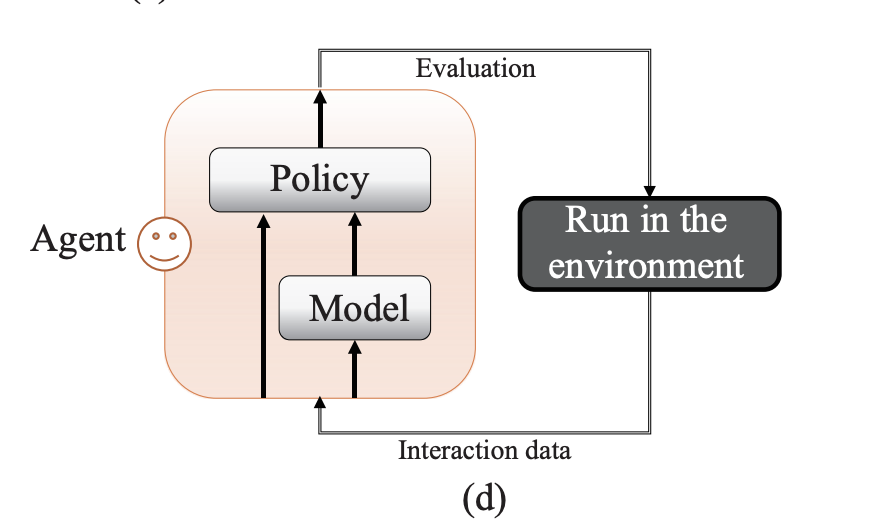 Evaluation
Policy
Run in the
environment
Agent
Model
Interaction data
(d)